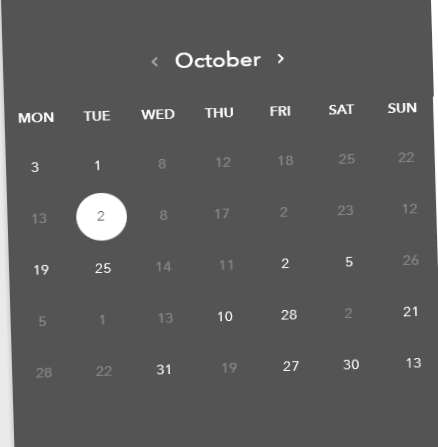 ‹ October ›
MON TUE WED THU FRI SAT SUN
3 1 8 12 18 25 22
13 2 8 17 2 23 12
19 25 14 11 2 5 26
5 1 13 10 28 2 21
28 22 31 19 27 30 13